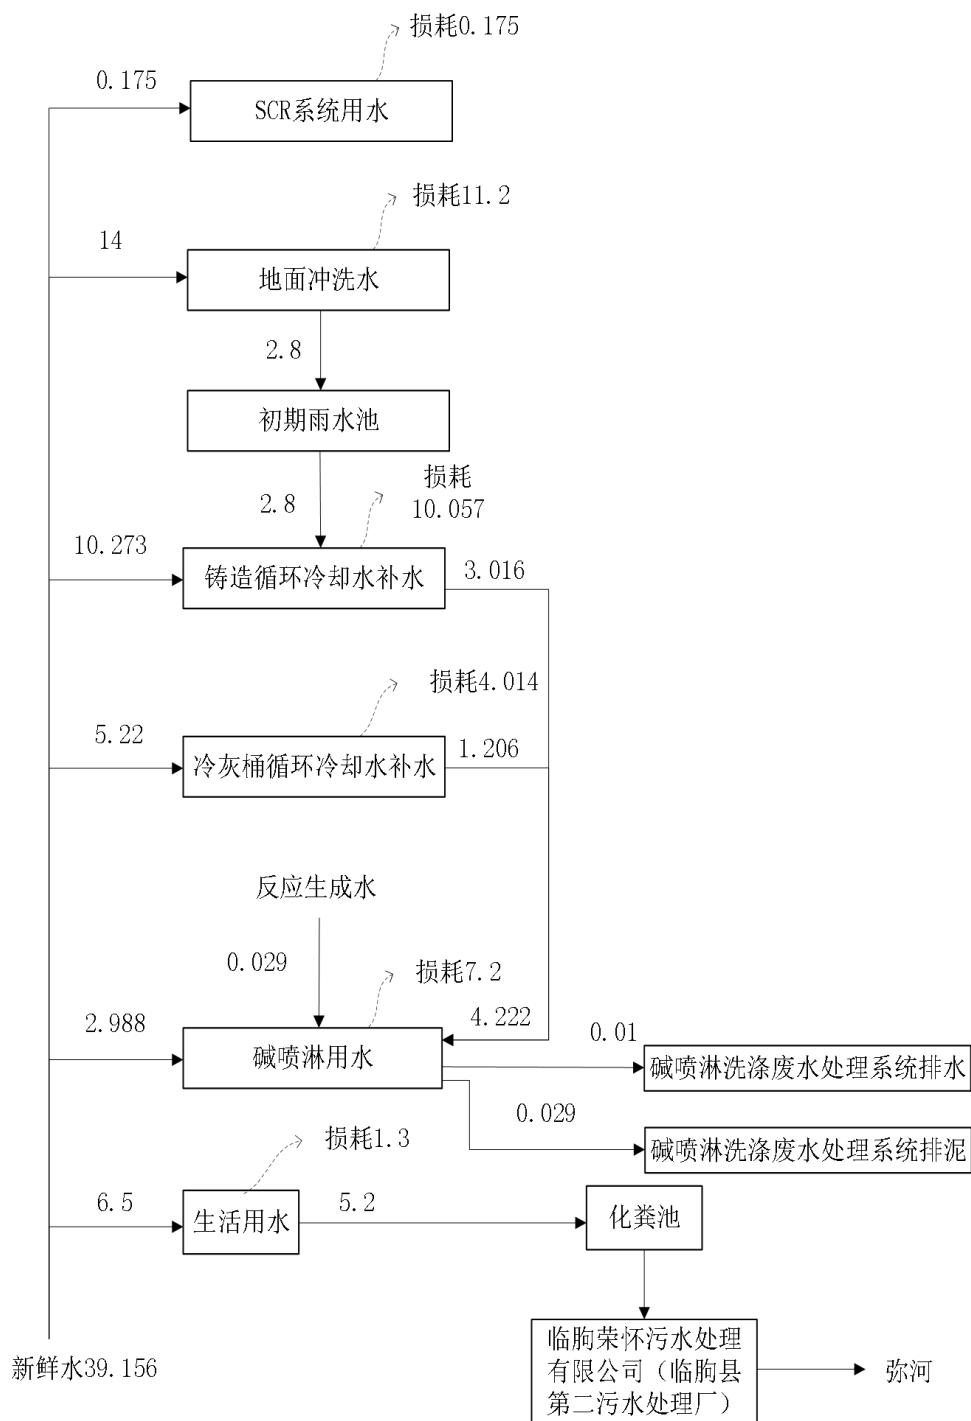 损耗0.175
0.175
SCR系统用水
损耗11.2
14
地面冲洗水
2.8
初期雨水池
损耗
10.057
2.8
10.273
铸造循环冷却水补水
3.016
损耗4.014
5.22
冷灰桶循环冷却水补水
1.206
反应生成水
0.029
损耗7.2
2.988
碱喷淋用水
4.222
0.01
碱喷淋洗涤废水处理系统排水
0.029
碱喷淋洗涤废水处理系统排泥
损耗1.3
6.5
生活用水
5.2
化粪池
临朐荣怀污水处理
有限公司（临朐县
第二污水处理厂）
弥河
新鲜水39.156